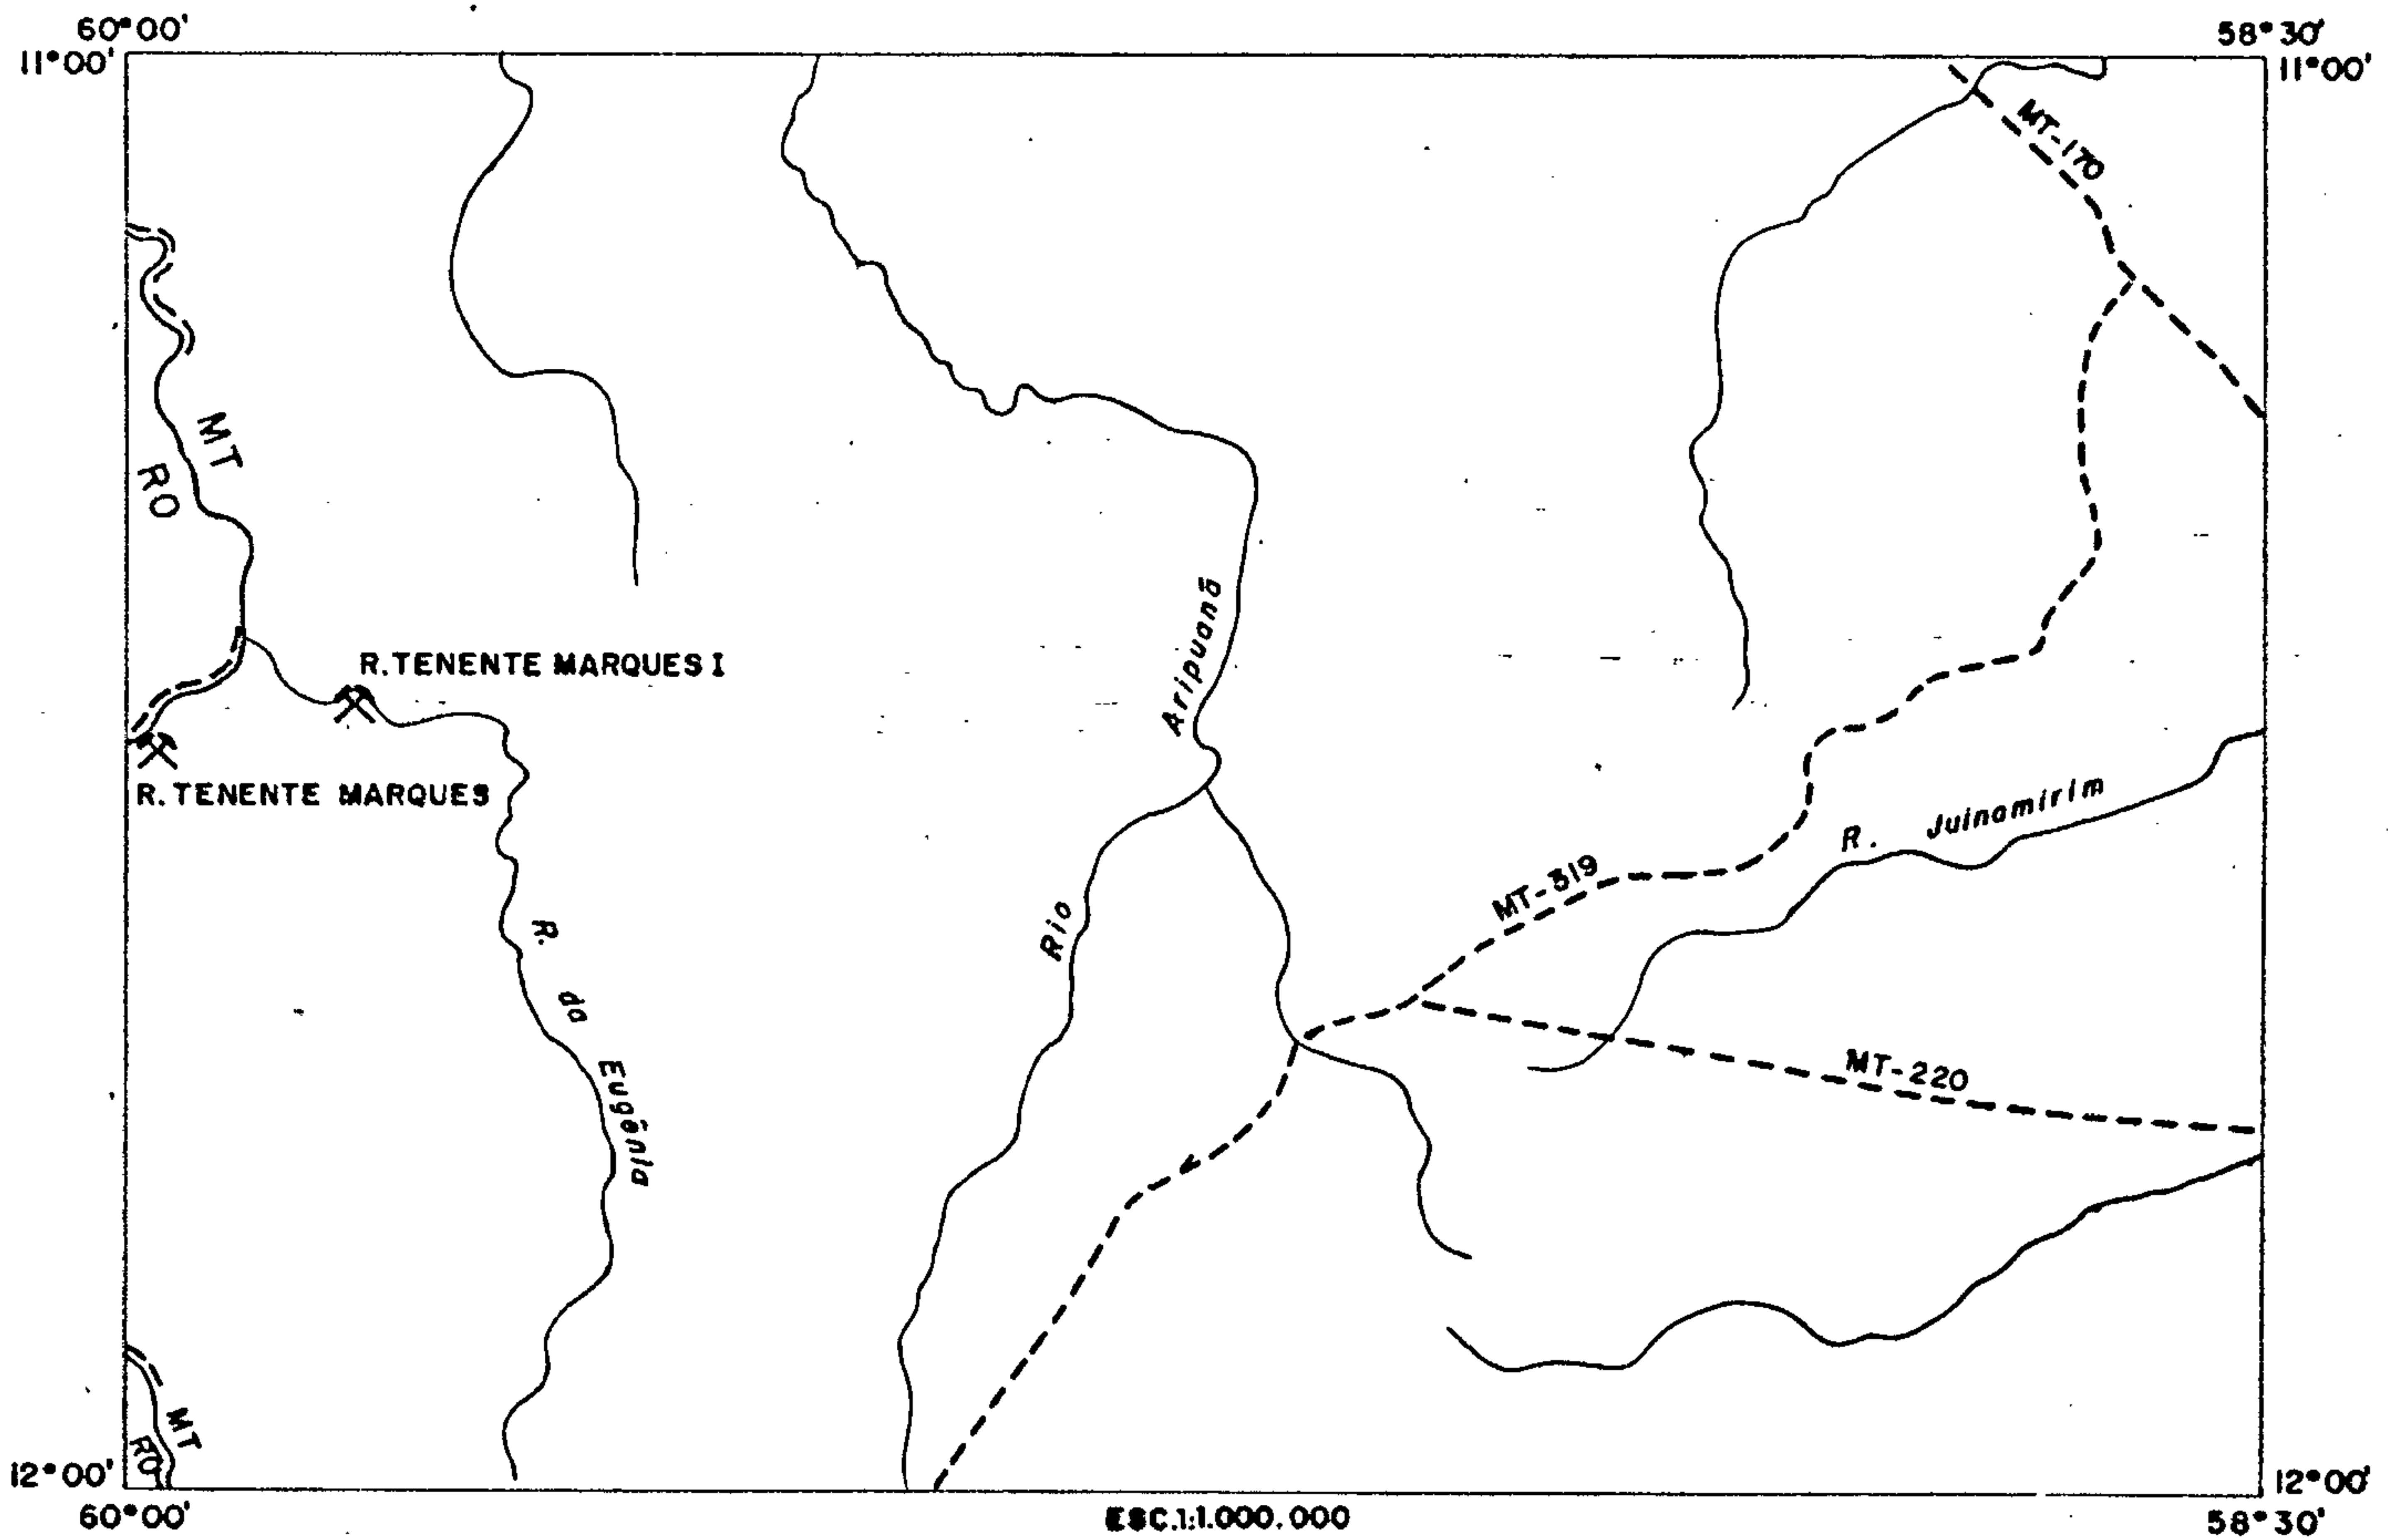 60°00'
58°30'
11°00'
11°00'
MT-170
MT
RO
R. TENENTE MARQUES I
Rio Aripuanã
R. TENENTE MARQUES
R. Juinamirim
MT-319
R. da Eugênia
MT-220
MT
RO
12°00'
12°00'
60°00'
ESC.1:1.000.000
58°30'